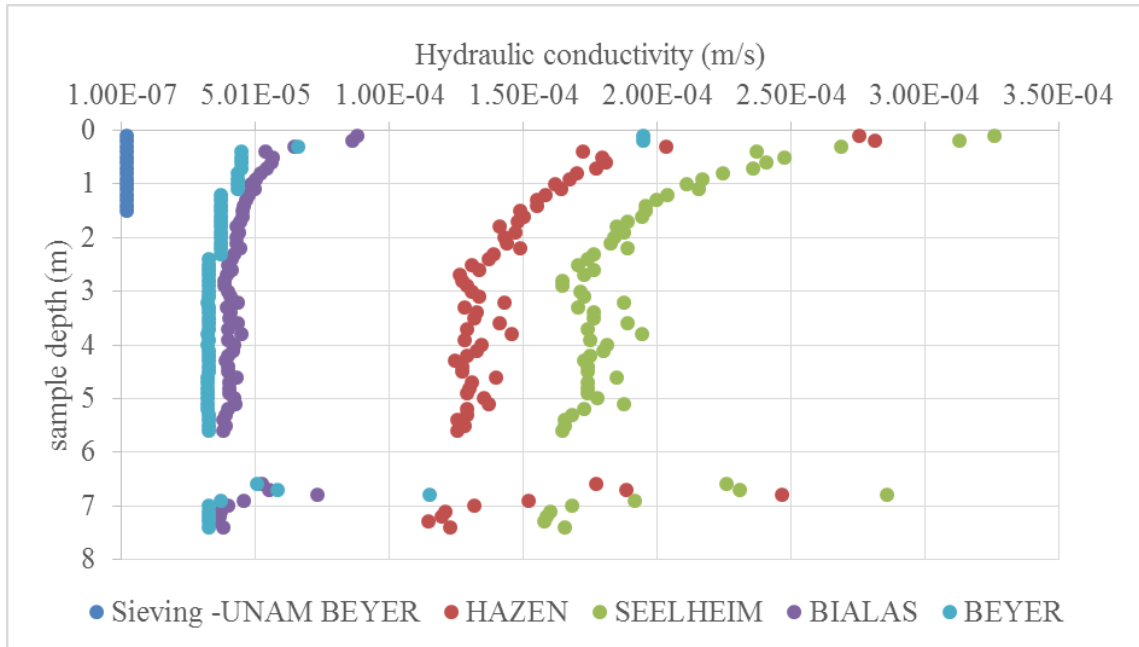 Hydraulic conductivity (m/s)
1.00E-07 5.01E-05 1.00E-04 1.50E-04 2.00E-04 2.50E-04 3.00E-04 3.50E-04
sample depth (m)
0
1
2
3
4
5
6
7
8
Sieving -UNAM BEYER HAZEN SEELHEIM BIALAS BEYER